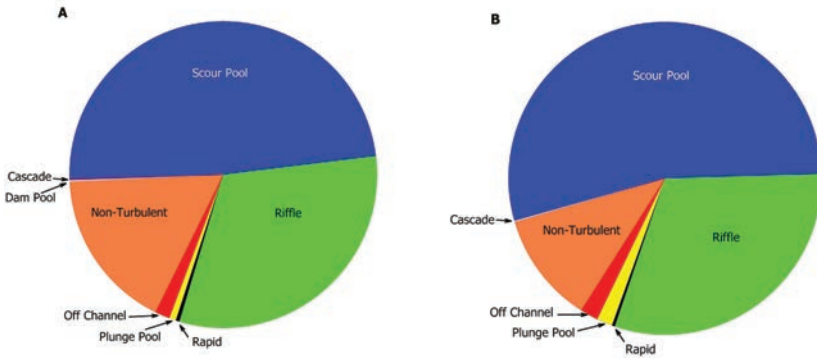 A
Scour Pool
Cascade
Dam Pool
Non-Turbulent
Riffle
Off Channel
Plunge Pool
Rapid
B
Scour Pool
Cascade
Non-Turbulent
Riffle
Off Channel
Plunge Pool
Rapid